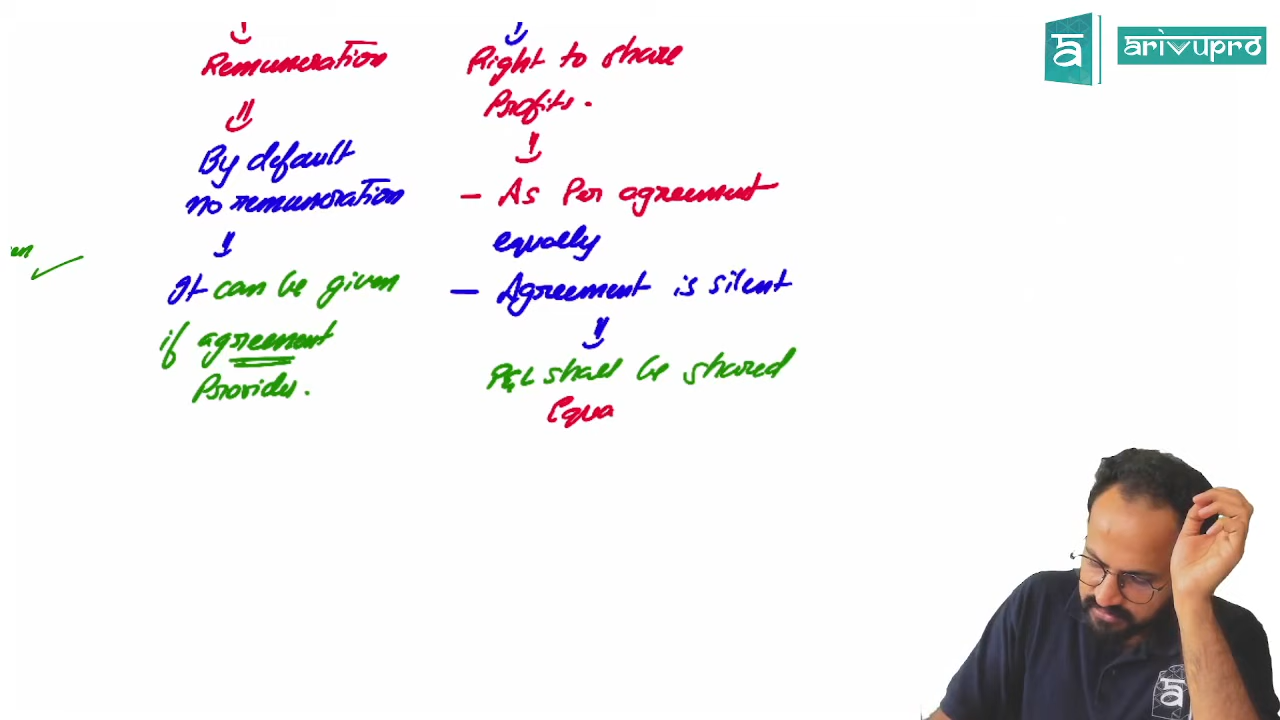 Remuneration
By default
no remuneration
It can be given
if agreement
Provides.
Right to share
Profits.
- As Per agreement
equally
- Agreement is silent
P&L shall be shared
Equa
en
a
arivupro
a